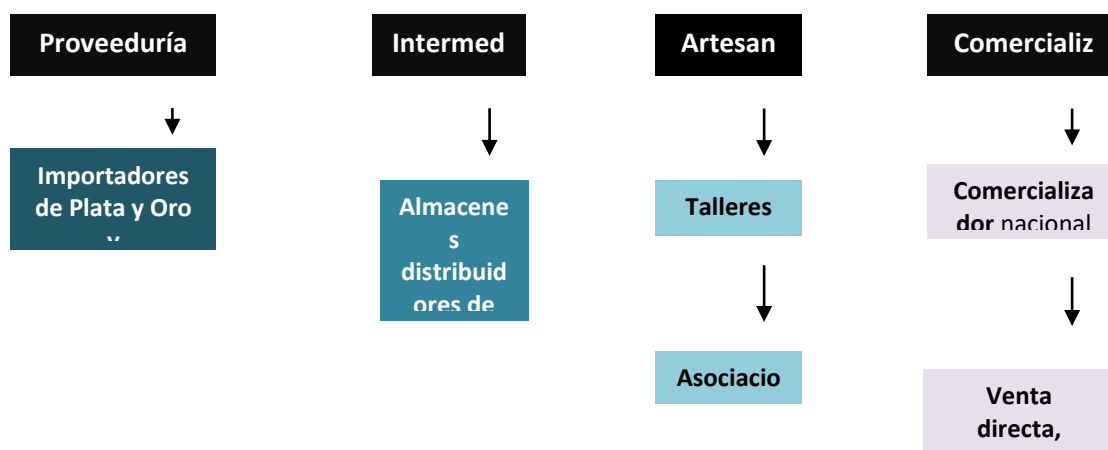 Proveeduría
Intermed
Artesan
Comercializ
Importadores
de Plata y Oro
y
Almacene
s
distribuid
ores de
Talleres
Comercializa
dor nacional
Asociacio
Venta
directa,